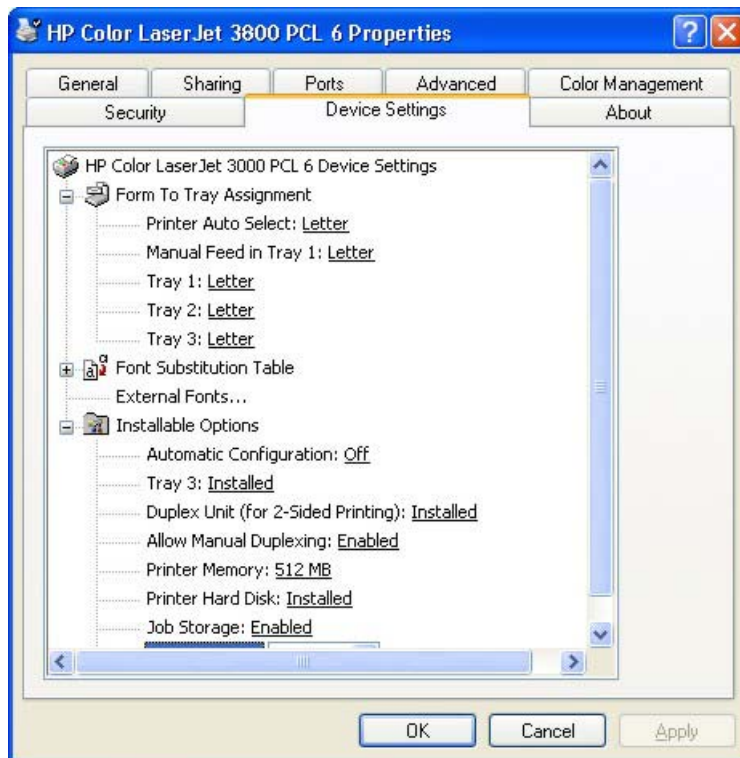 HP Color LaserJet 3800 PCL 6 Properties
General Sharing Ports Advanced Color Management
Security Device Settings About
HP Color LaserJet 3000 PCL 6 Device Settings
Form To Tray Assignment
Printer Auto Select: Letter
Manual Feed in Tray 1: Letter
Tray 1: Letter
Tray 2: Letter
Tray 3: Letter
Font Substitution Table
External Fonts...
Installable Options
Automatic Configuration: Off
Tray 3: Installed
Duplex Unit (for 2-Sided Printing): Installed
Allow Manual Duplexing: Enabled
Printer Memory: 512 MB
Printer Hard Disk: Installed
Job Storage: Enabled
OK Cancel Apply